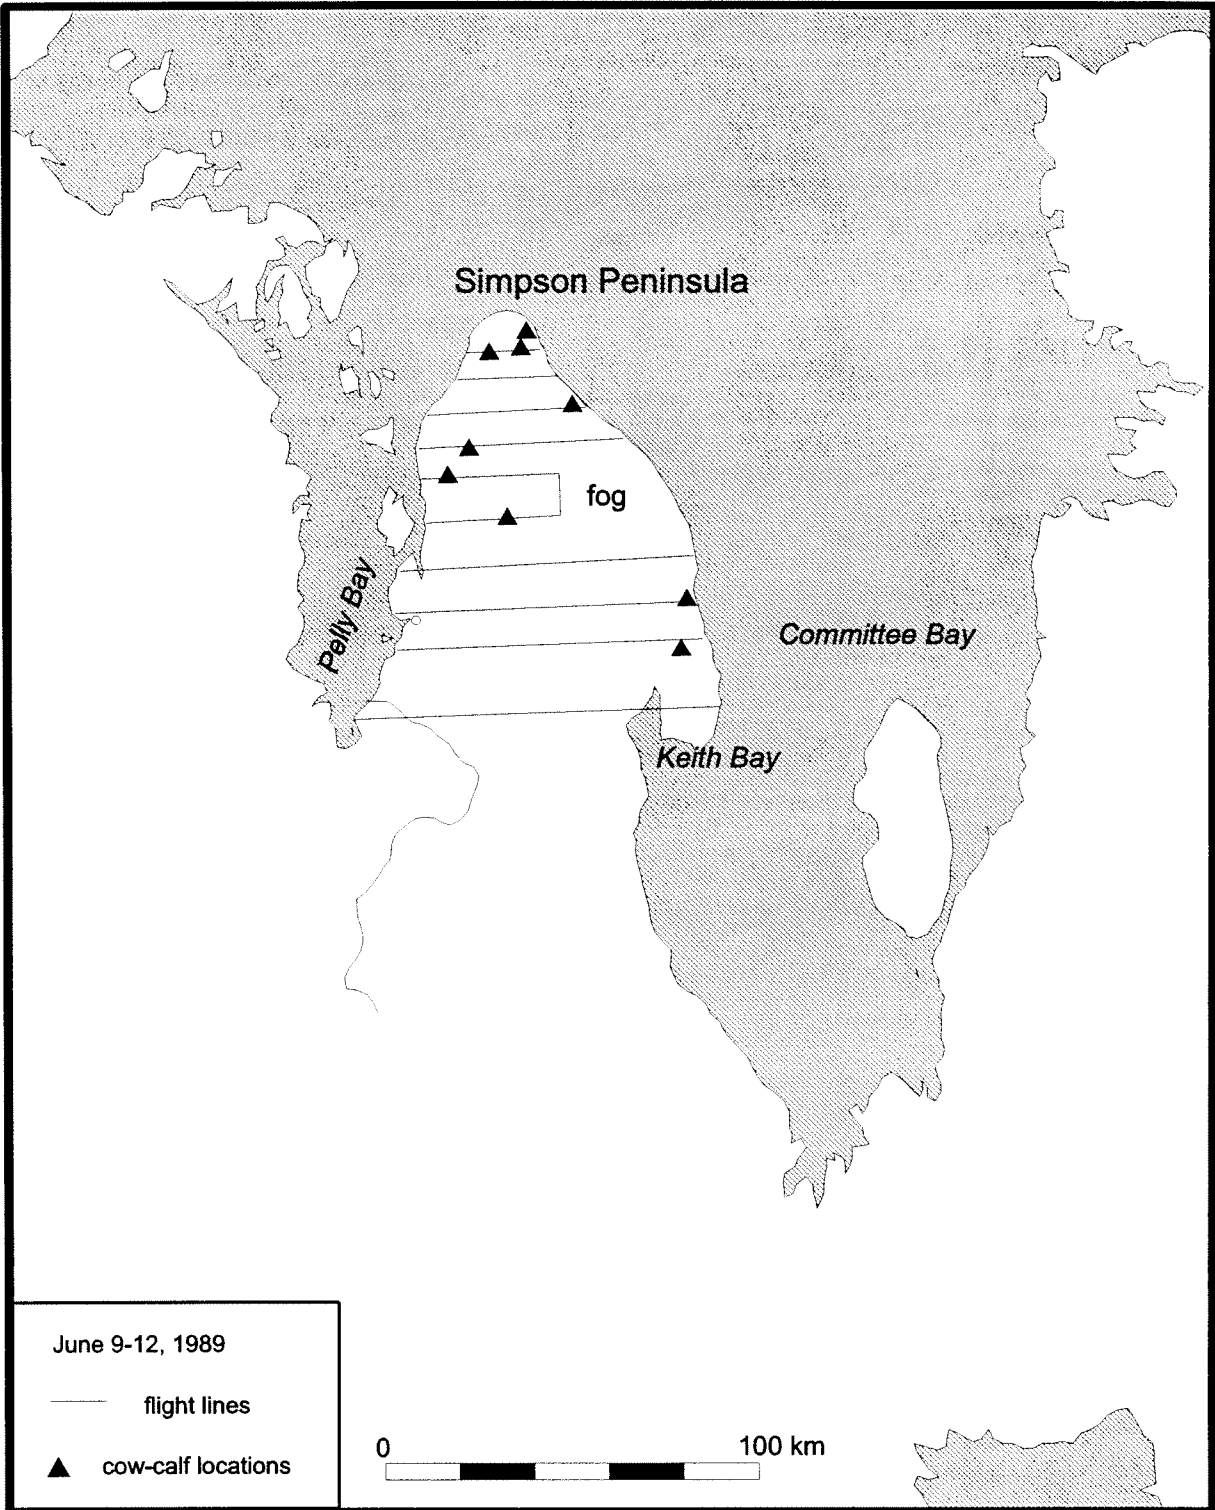 Simpson Peninsula
fog
Pelly Bay
Committee Bay
Keith Bay
June 9-12, 1989
flight lines
cow-calf locations
0 100 km